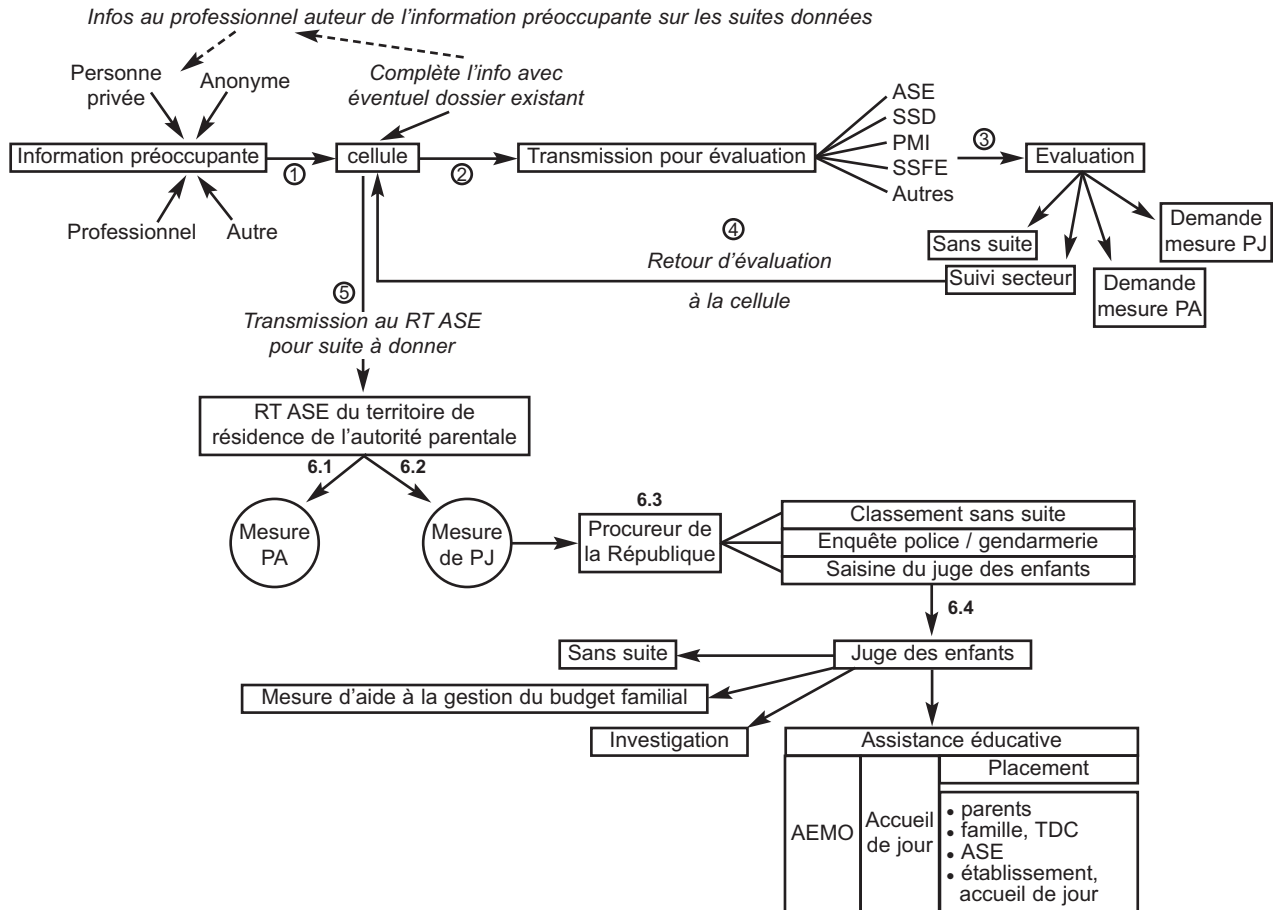 Infos au professionnel auteur de l'information préoccupante sur les suites données
Personne
privée
Anonyme
Complète l'info avec
éventuel dossier existant
Information préoccupante
①
cellule
②
Transmission pour évaluation
ASE
SSD
PMI
SSFE
Autres
③
Evaluation
Professionnel
Autre
Sans suite
Suivi secteur
Demande
mesure PA
Demande
mesure PJ
④
Retour d'évaluation
à la cellule
⑤
Transmission au RT ASE
pour suite à donner
RT ASE du territoire de
résidence de l'autorité parentale
6.1
6.2
Mesure
PA
Mesure
de PJ
6.3
Procureur de
la République
Classement sans suite
Enquête police / gendarmerie
Saisine du juge des enfants
6.4
Juge des enfants
Sans suite
Mesure d'aide à la gestion du budget familial
Investigation
Assistance éducative
AEMO
Accueil
de jour
Placement
• parents
• famille, TDC
• ASE
• établissement,
accueil de jour